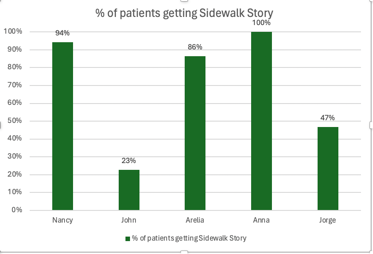 % of patients getting Sidewalk Story
100%
90%
80%
70%
60%
50%
40%
30%
20%
10%
0%
94%
23%
86%
100%
47%
Nancy
John
Arelia
Anna
Jorge
% of patients getting Sidewalk Story